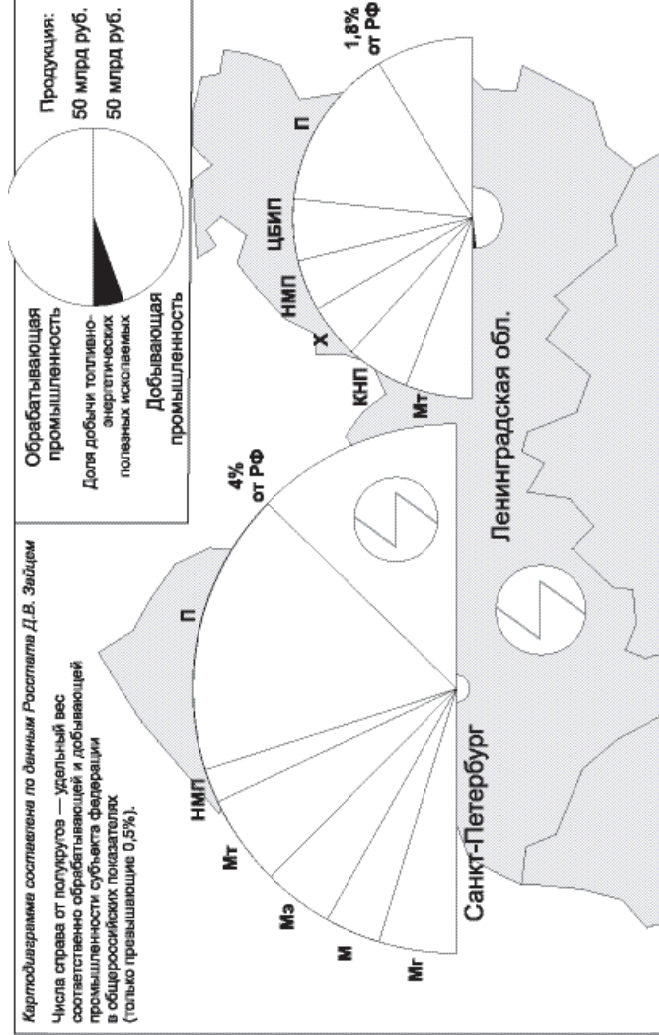 Картодиаграмма составлена по данным Росстата Д.В. Зайцем
Числа справа от полукругов — удельный вес
соответственно обрабатывающей и добывающей
промышленности субъекта федерации
в общероссийских показателях
(только превышающие 0,5%).
Обрабатывающая
промышленность
Доля добычи топливно-
энергетических
полезных ископаемых
Добывающая
промышленность
Продукция:
50 млрд руб.
50 млрд руб.
Мг
М
Мэ
Мт
НМП
П
4%
от РФ
Санкт-Петербург
Мт
КНП
Х
НМП
ЦБИП
П
1,8%
от РФ
Ленинградская обл.